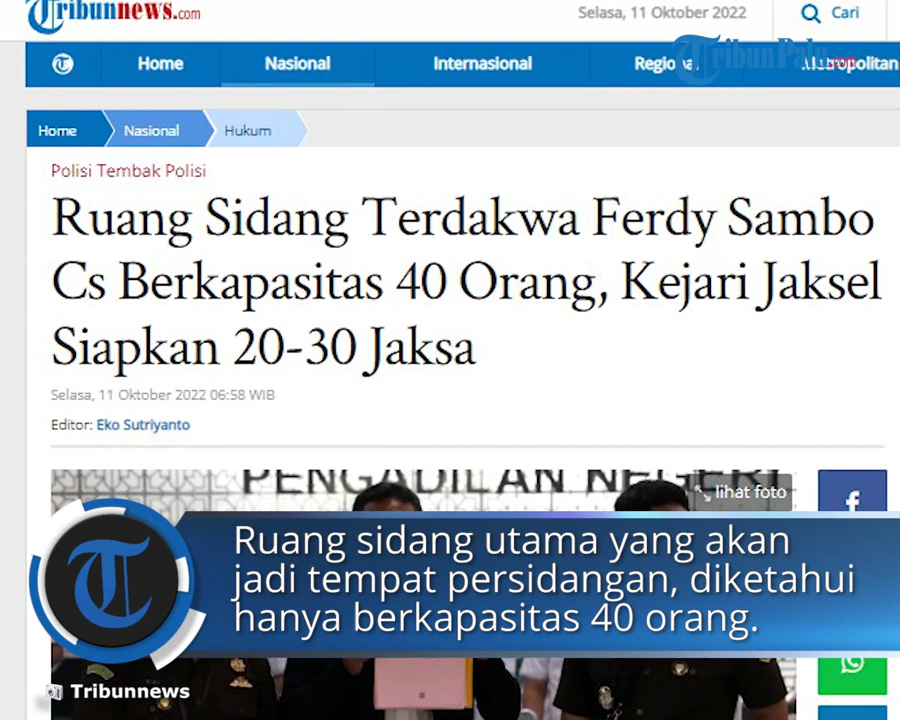 Tribunnews.com
Selasa, 11 Oktober 2022
Cari
TribunPalu.com
Home Nasional Internasional Regional Metropolitan
Home Nasional Hukum
Polisi Tembak Polisi
Ruang Sidang Terdakwa Ferdy Sambo
Cs Berkapasitas 40 Orang, Kejari Jaksel
Siapkan 20-30 Jaksa
Selasa, 11 Oktober 2022 06:58 WIB
Editor: Eko Sutriyanto
PENGADILAN NEGERI
lihat foto
Ruang sidang utama yang akan
jadi tempat persidangan, diketahui
hanya berkapasitas 40 orang.
Tribunnews